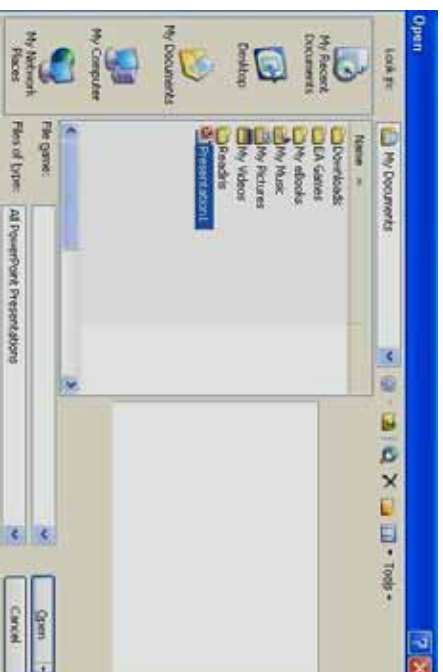 Open
Look in:
My Documents
Tools
My Recent
Documents
Desktop
My Documents
My Computer
My Network
Places
Name
Downloads
EA Games
My eBooks
My Music
My Pictures
My Videos
Readiris
Presentation1
File name:
Files of type:
All PowerPoint Presentations
Open
Cancel